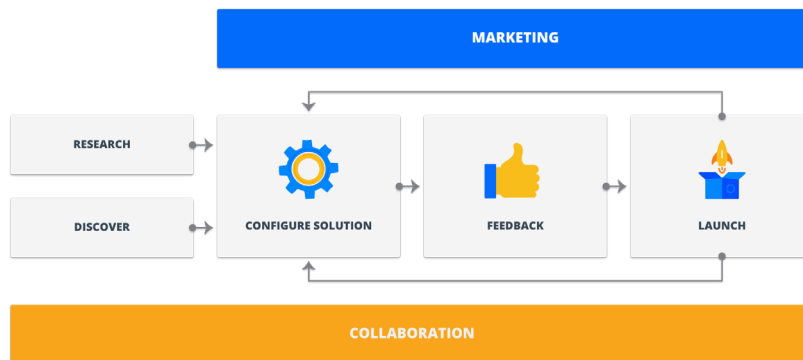 MARKETING
RESEARCH
DISCOVER
CONFIGURE SOLUTION
FEEDBACK
LAUNCH
COLLABORATION